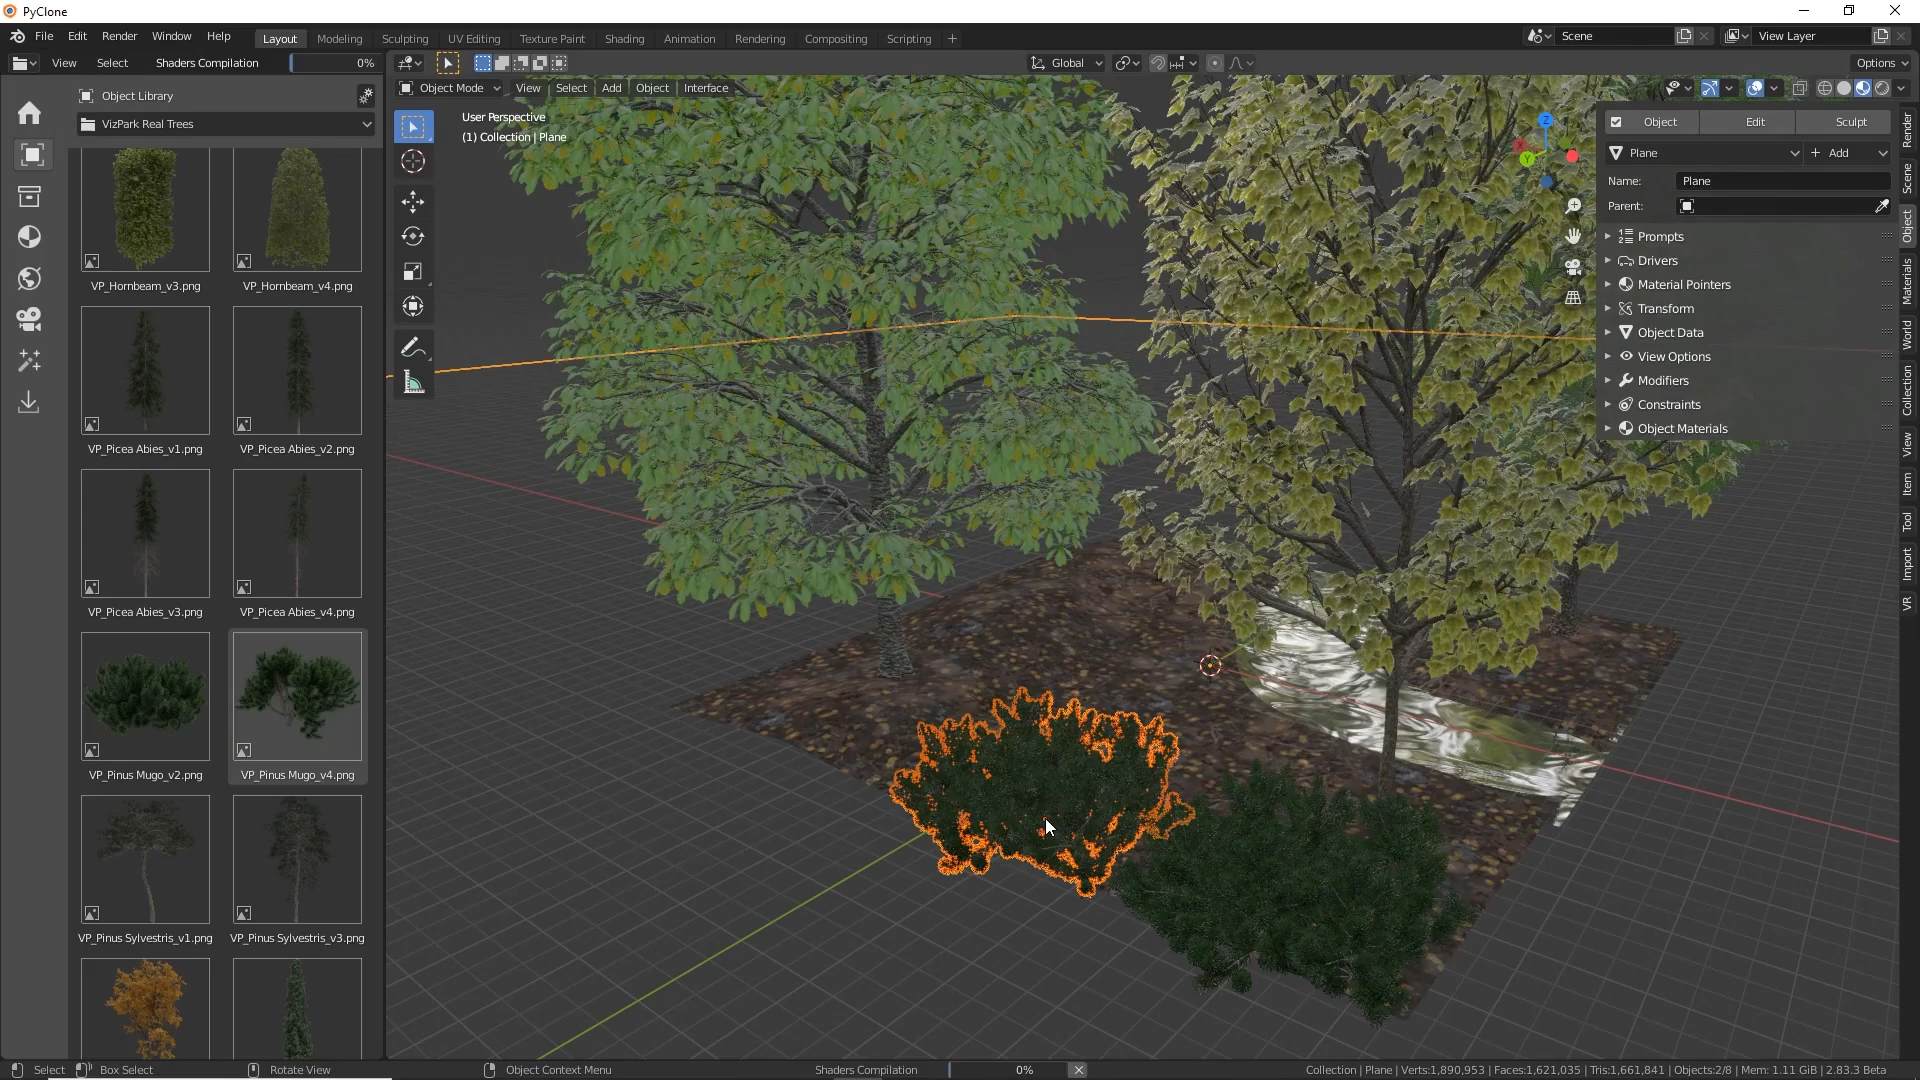 PyClone
File Edit Render Window Help Layout Modeling Sculpting UV Editing Texture Paint Shading Animation Rendering Compositing Scripting + Scene View Layer
View Select Shaders Compilation 0% Global Options
Object Library
VizPark Real Trees
VP_Hornbeam_v3.png VP_Hornbeam_v4.png
VP_Picea Abies_v1.png VP_Picea Abies_v2.png
VP_Picea Abies_v3.png VP_Picea Abies_v4.png
VP_Pinus Mugo_v2.png VP_Pinus Mugo_v4.png
VP_Pinus Sylvestris_v1.png VP_Pinus Sylvestris_v3.png
Object Mode View Select Add Object Interface
User Perspective
(1) Collection | Plane
Z
X
Y
Object Edit Sculpt
Plane + Add
Name: Plane
Parent:
Prompts
Drivers
Material Pointers
Transform
Object Data
View Options
Modifiers
Constraints
Object Materials
Render
Scene
Object
Materials
World
Collection
View
Item
Tool
Import
VR
Select Box Select Rotate View Object Context Menu Shaders Compilation 0% Collection | Plane | Verts:1,890,953 | Faces:1,621,035 | Tris:1,661,841 | Objects:2/8 | Mem: 1.11 GiB | 2.83.3 Beta